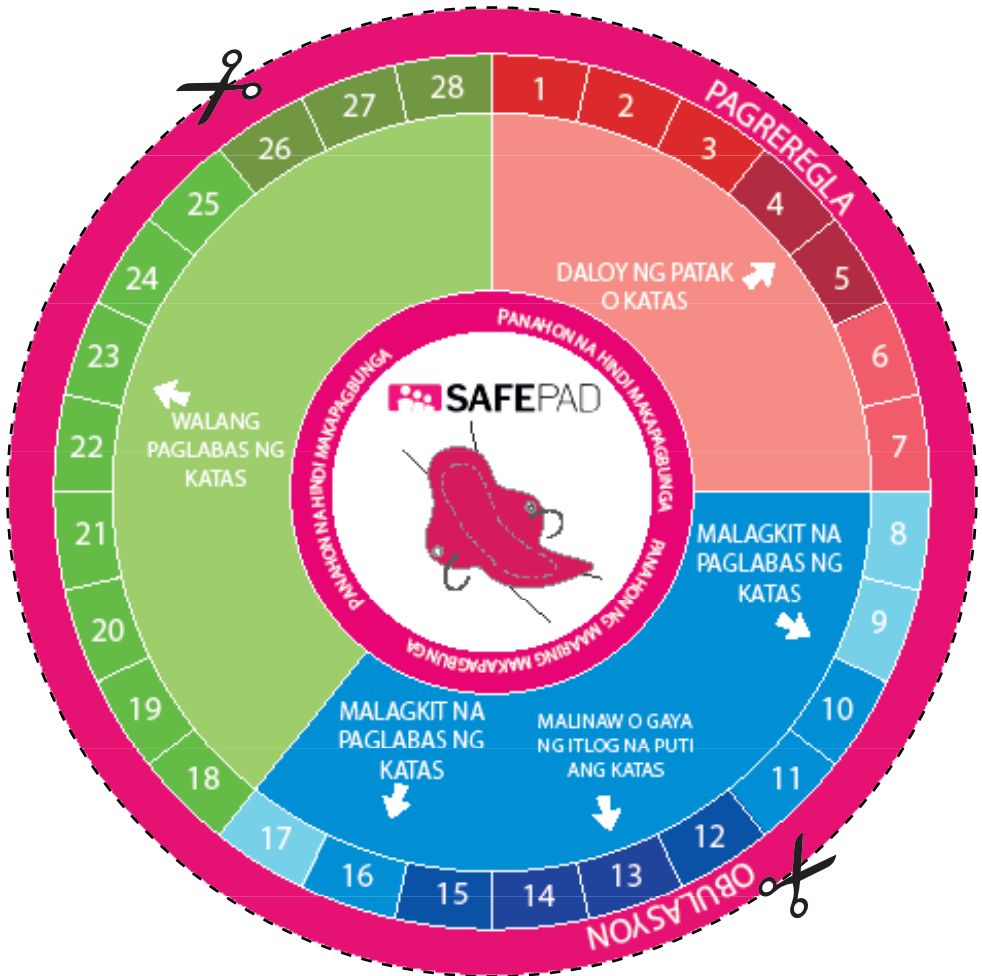 PAGREREGLA
1
2
3
4
5
6
7
8
9
10
11
12
13
14
15
16
17
18
19
20
21
22
23
24
25
26
27
28
OBULASYON
DALOY NG PATAK
O KATAS
MALAGKIT NA
PAGLABAS NG
KATAS
MALINAW O GAYA
NG ITLOG NA PUTI
ANG KATAS
MALAGKIT NA
PAGLABAS NG
KATAS
WALANG
PAGLABAS NG
KATAS
PANAHON NA HINDI MAKAPAGBUNGA
PANAHON NG MAARING MAKAPAGBUNGA
PANAHON NA HINDI MAKAPAGBUNGA
SAFEPAD